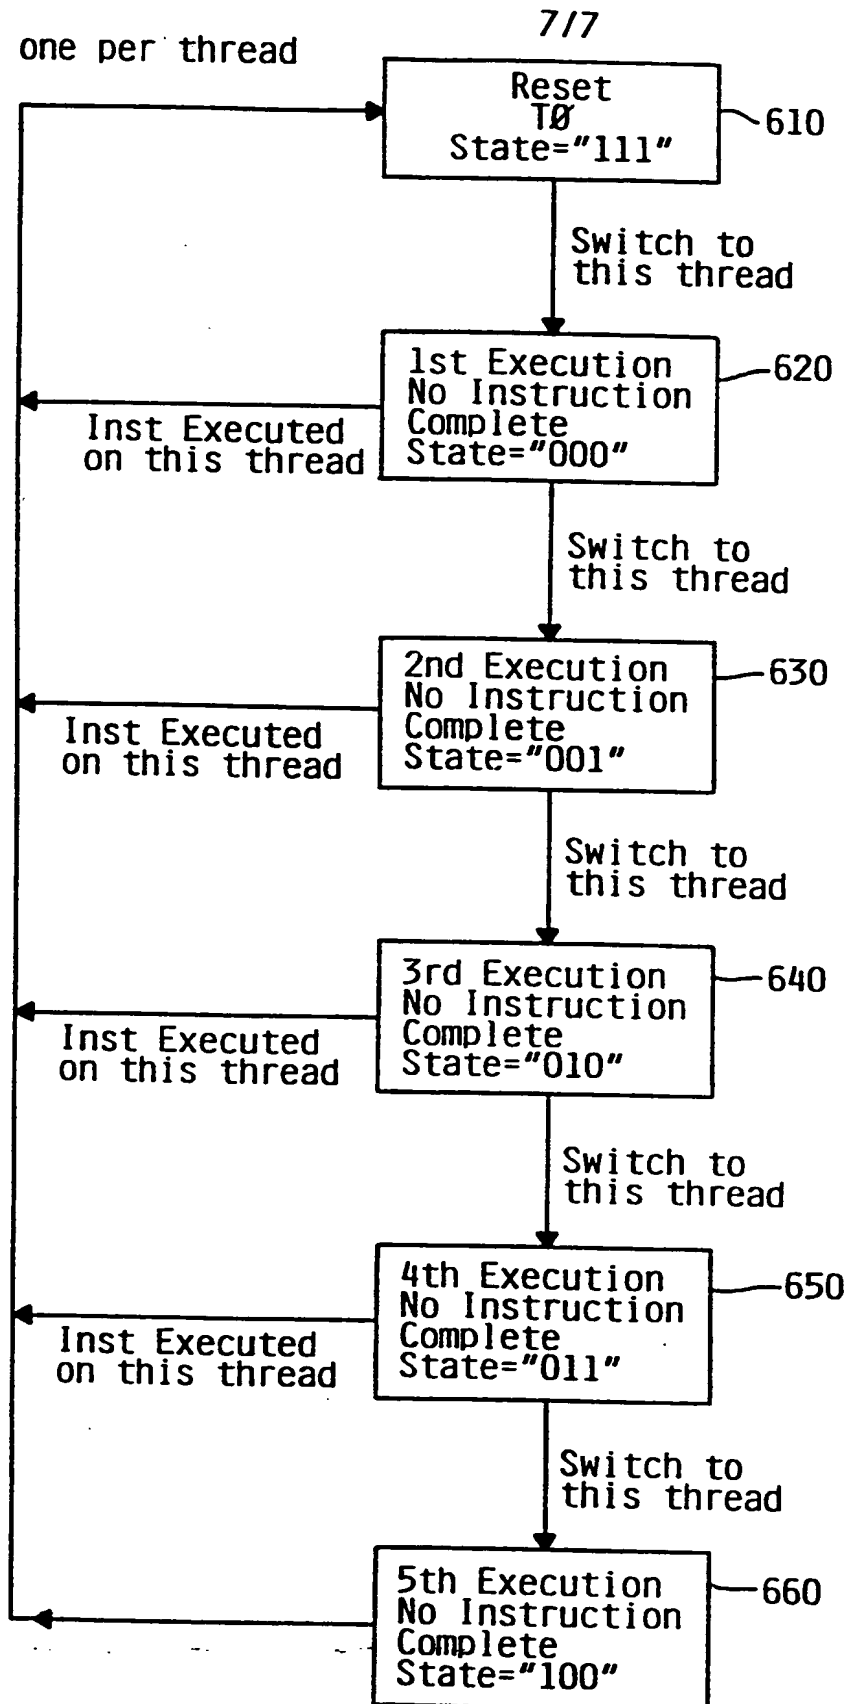 7/7
one per thread
Reset
TØ
State="111"
610
Switch to
this thread
1st Execution
No Instruction
Complete
State="000"
620
Inst Executed
on this thread
Switch to
this thread
2nd Execution
No Instruction
Complete
State="001"
630
Inst Executed
on this thread
Switch to
this thread
3rd Execution
No Instruction
Complete
State="010"
640
Inst Executed
on this thread
Switch to
this thread
4th Execution
No Instruction
Complete
State="011"
650
Inst Executed
on this thread
Switch to
this thread
5th Execution
No Instruction
Complete
State="100"
660